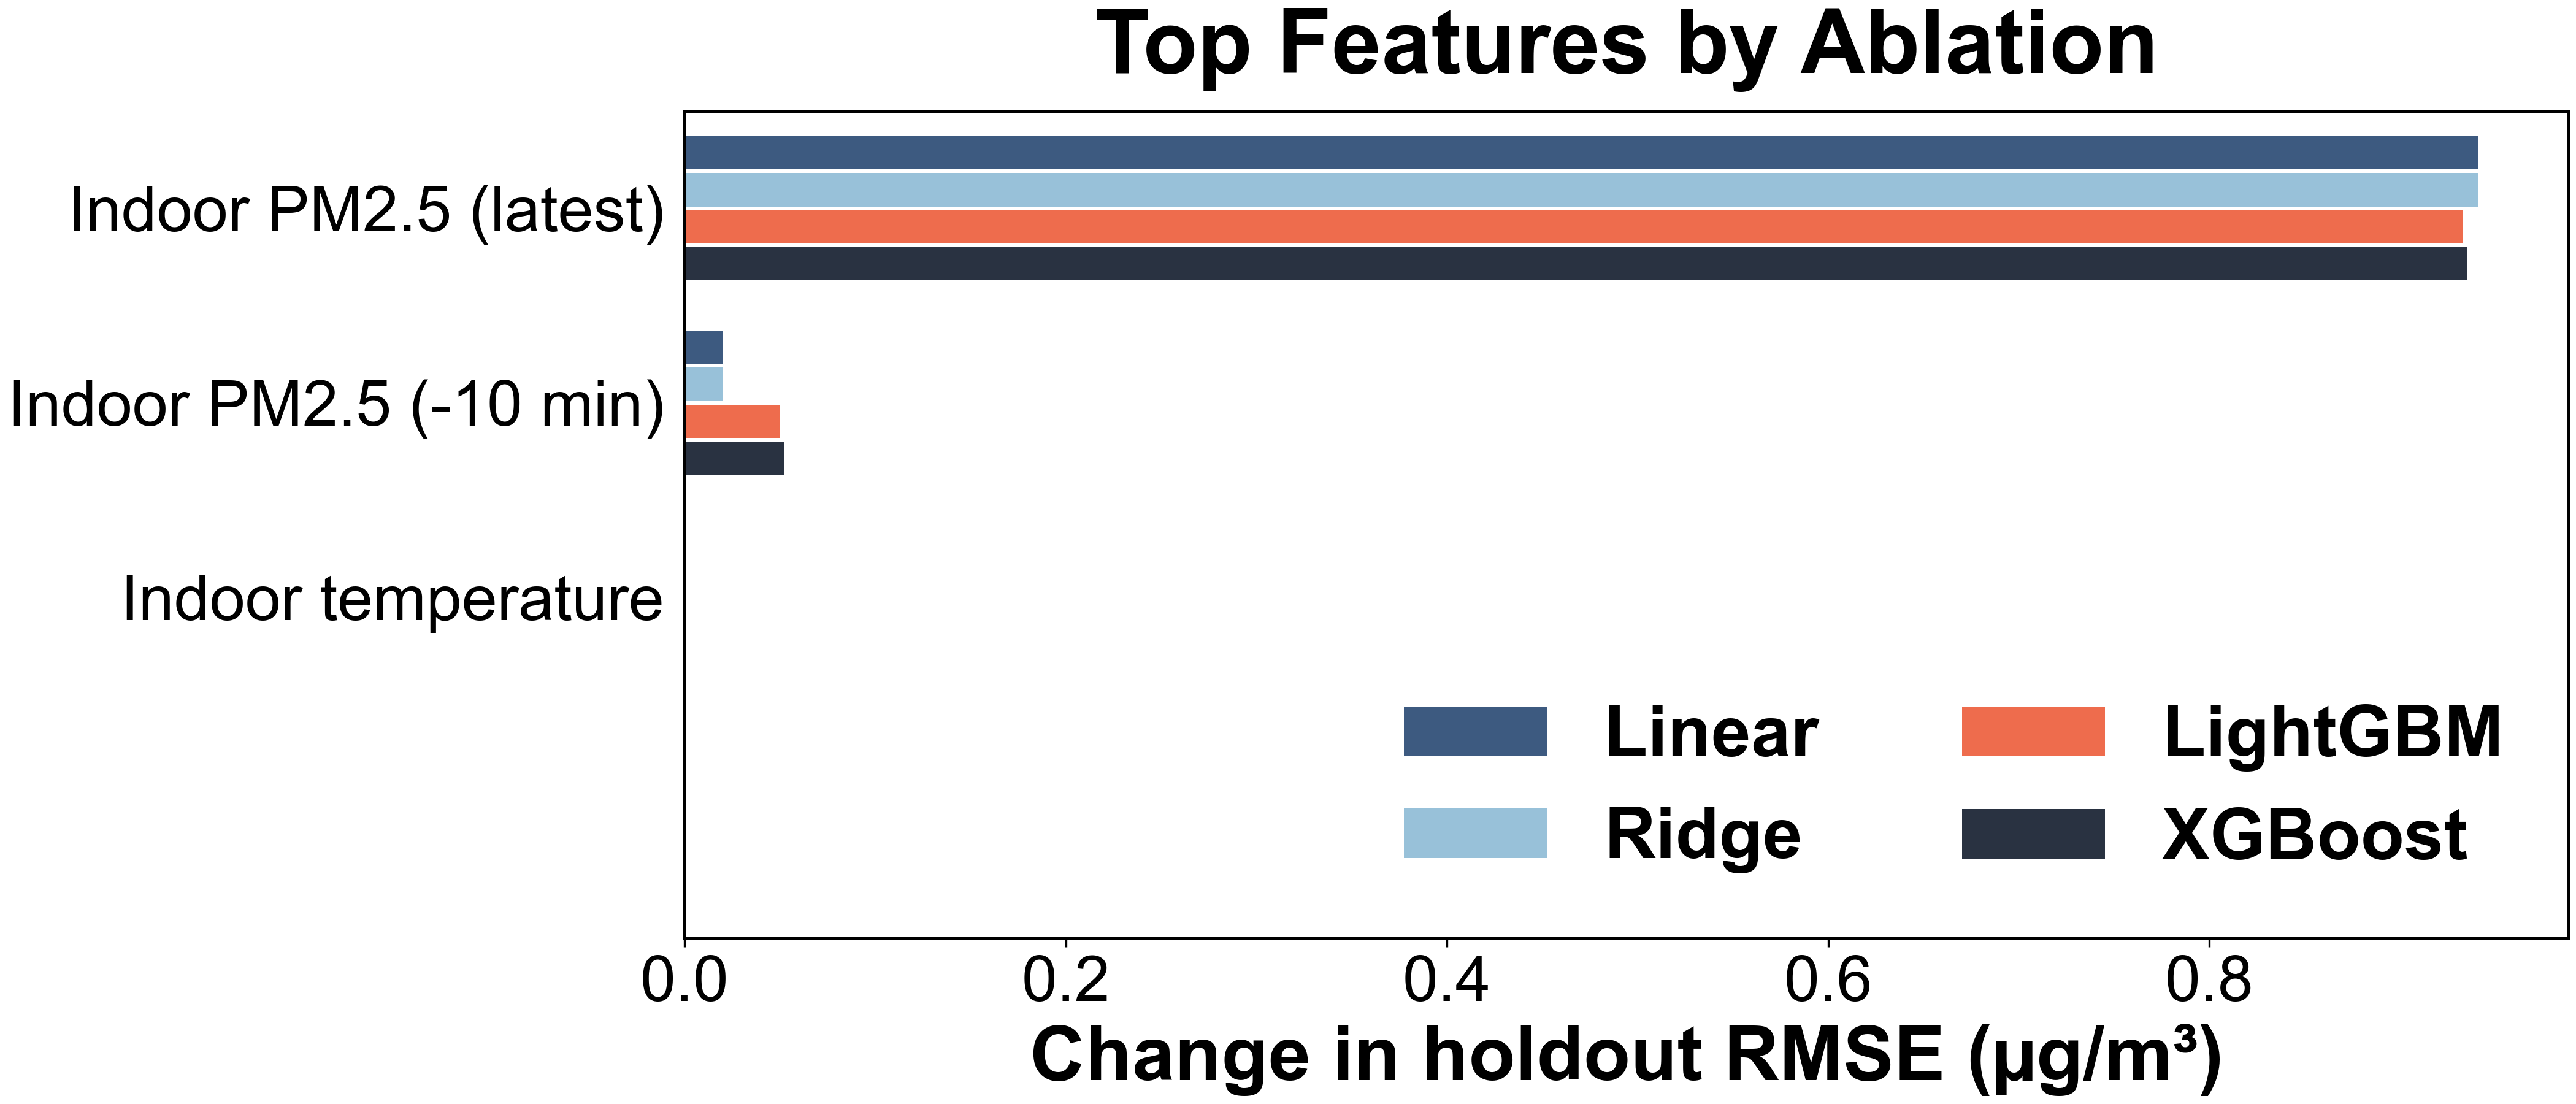 Top Features by Ablation
Indoor PM2.5 (latest)
Indoor PM2.5 (-10 min)
Indoor temperature
Linear
Ridge
LightGBM
XGBoost
0.0 0.2 0.4 0.6 0.8
Change in holdout RMSE (µg/m³)